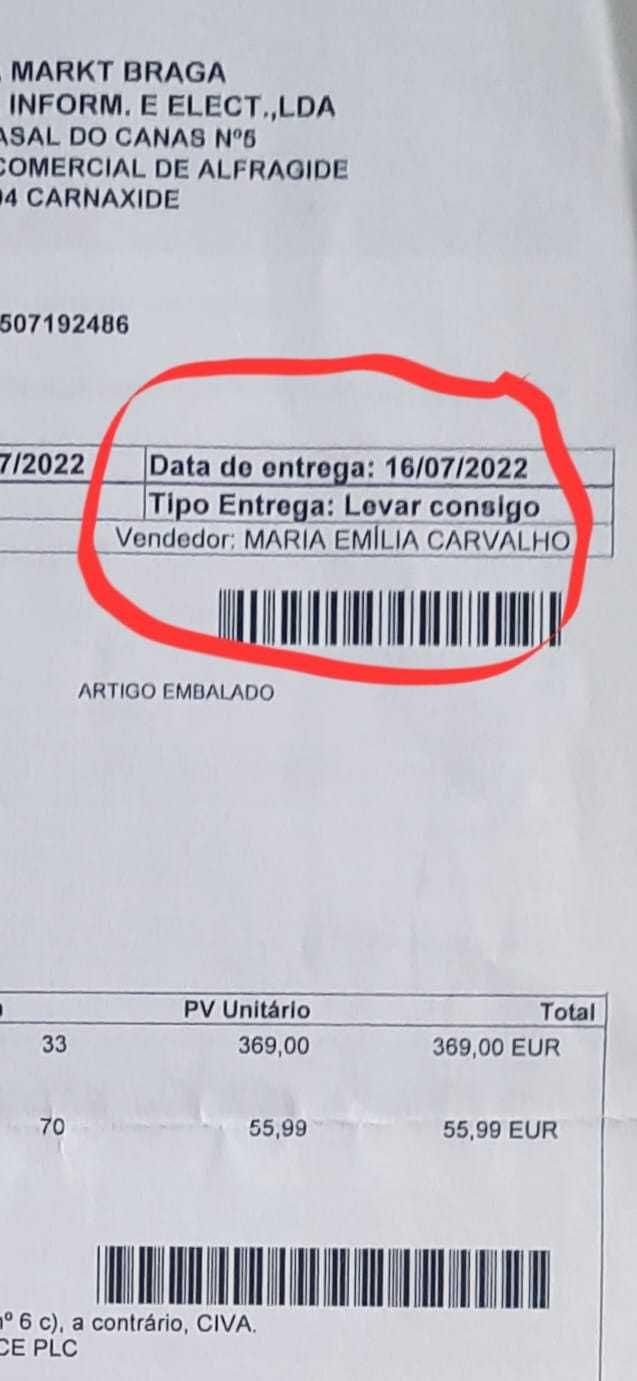 MARKT BRAGA
INFORM. E ELECT.,LDA
ASAL DO CANAS Nº5
COMERCIAL DE ALFRAGIDE
04 CARNAXIDE
507192486
7/2022 Data de entrega: 16/07/2022
Tipo Entrega: Levar consigo
Vendedor: MARIA EMÍLIA CARVALHO
ARTIGO EMBALADO
PV Unitário Total
33 369,00 369,00 EUR
70 55,99 55,99 EUR
nº 6 c), a contrário, CIVA.
CE PLC